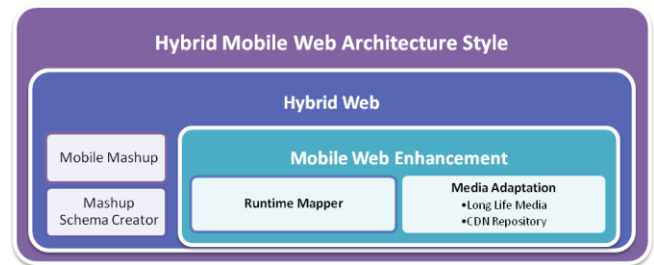 Hybrid Mobile Web Architecture Style
Hybrid Web
Mobile Mashup
Mashup
Schema Creator
Mobile Web Enhancement
Runtime Mapper
Media Adaptation
•Long Life Media
•CDN Repository